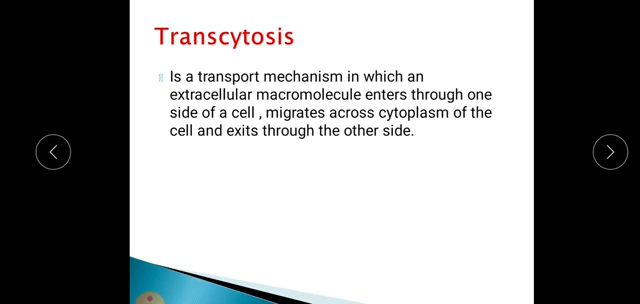 Transcytosis
Is a transport mechanism in which an
extracellular macromolecule enters through one
side of a cell , migrates across cytoplasm of the
cell and exits through the other side.